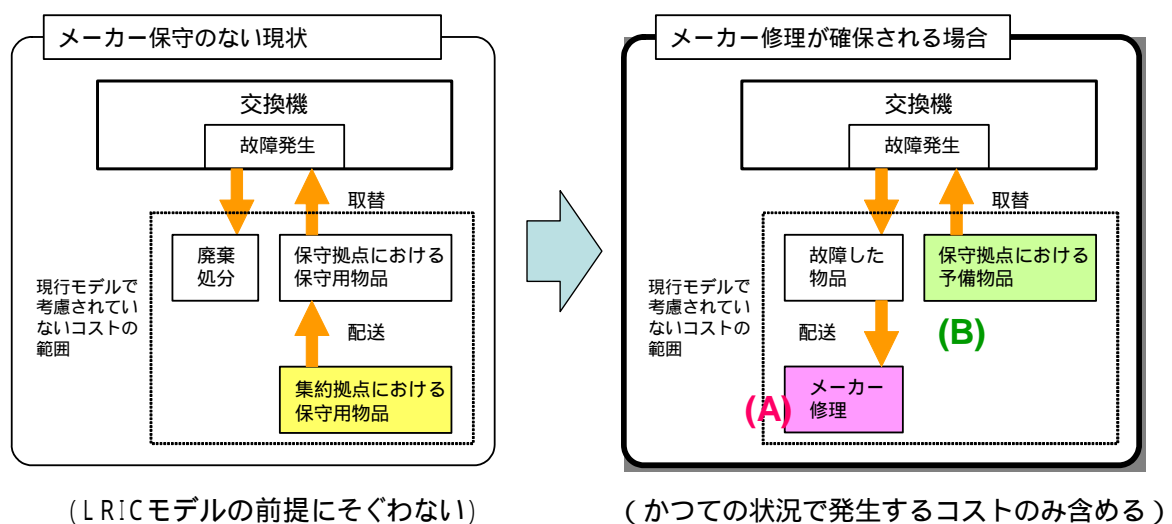 メーカー保守のない現状
交換機
故障発生
取替
廃棄
処分
保守拠点における
保守用物品
現行モデルで
考慮されてい
ないコストの
範囲
配送
集約拠点における
保守用物品
(LRICモデルの前提にそぐわない)
メーカー修理が確保される場合
交換機
故障発生
取替
故障した
物品
保守拠点における
予備物品
現行モデルで
考慮されてい
ないコストの
範囲
配送
(B)
(A)
メーカー
修理
(かつての状況で発生するコストのみ含める)